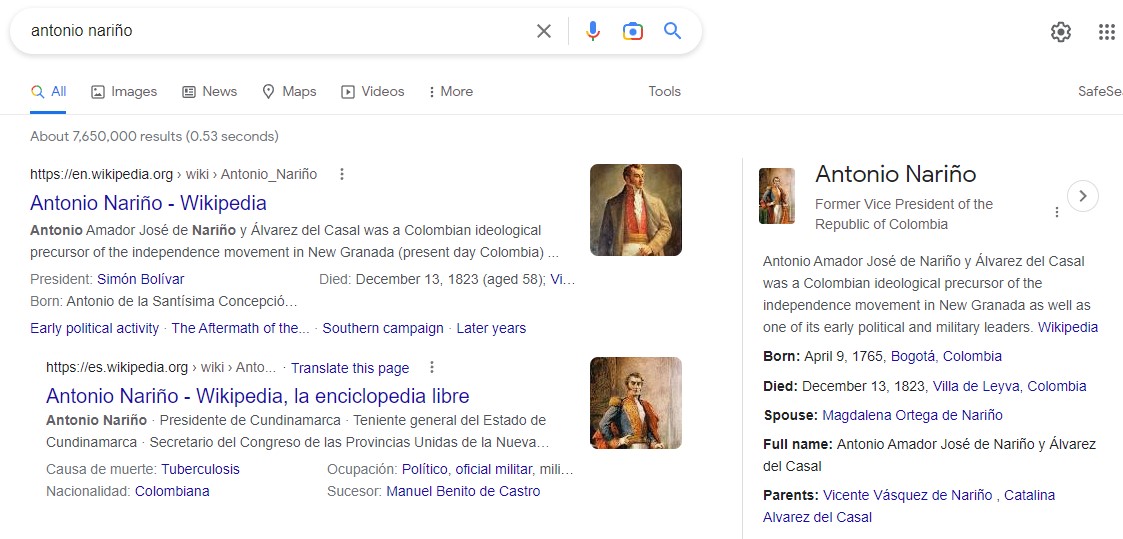 antonio nariño
All Images News Maps Videos More Tools SafeSea
About 7,650,000 results (0.53 seconds)
https://en.wikipedia.org › wiki › Antonio_Nariño
Antonio Nariño - Wikipedia
Antonio Amador José de Nariño y Álvarez del Casal was a Colombian ideological
precursor of the independence movement in New Granada (present day Colombia) ...
President: Simón Bolívar Died: December 13, 1823 (aged 58); Vi...
Born: Antonio de la Santísima Concepció...
Early political activity · The Aftermath of the... · Southern campaign · Later years
https://es.wikipedia.org › wiki › Anto... · Translate this page
Antonio Nariño - Wikipedia, la enciclopedia libre
Antonio Nariño · Presidente de Cundinamarca · Teniente general del Estado de
Cundinamarca · Secretario del Congreso de las Provincias Unidas de la Nueva...
Causa de muerte: Tuberculosis Ocupación: Político, oficial militar, mili...
Nacionalidad: Colombiana Sucesor: Manuel Benito de Castro
Antonio Nariño
Former Vice President of the
Republic of Colombia
Antonio Amador José de Nariño y Álvarez del Casal
was a Colombian ideological precursor of the
independence movement in New Granada as well as
one of its early political and military leaders. Wikipedia
Born: April 9, 1765, Bogotá, Colombia
Died: December 13, 1823, Villa de Leyva, Colombia
Spouse: Magdalena Ortega de Nariño
Full name: Antonio Amador José de Nariño y Álvarez
del Casal
Parents: Vicente Vásquez de Nariño , Catalina
Alvarez del Casal